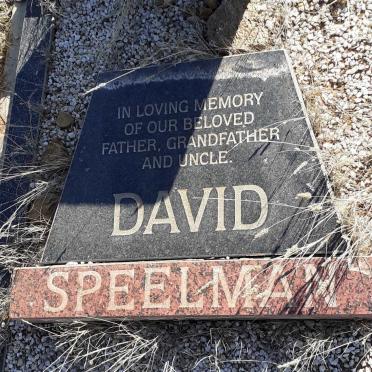 IN LOVING MEMORY
OF OUR BELOVED
FATHER, GRANDFATHER
AND UNCLE.
DAVID
SPEELMAN